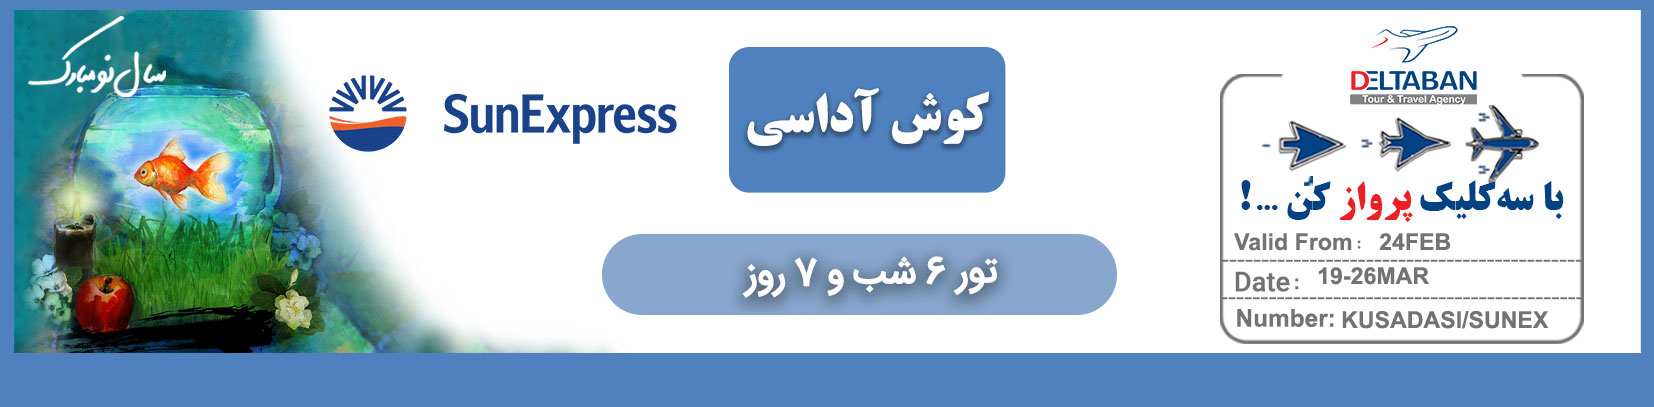 سال نو مبارک
SunExpress
کوش آداسی
تور ۶ شب و ۷ روز
DELTABAN
Tour & Travel Agency
با سه کلیک پرواز کن ...!
Valid From: 24FEB
Date: 19-26MAR
Number: KUSADASI/SUNEX